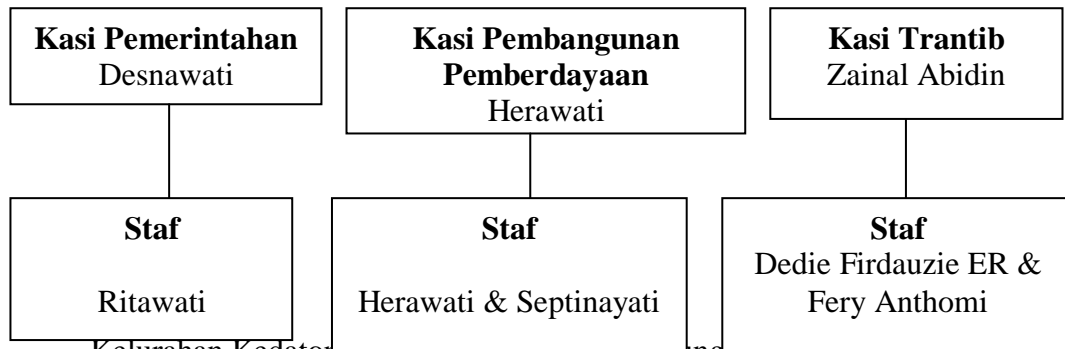 Kasi Pemerintahan
Desnawati
Kasi Pembangunan
Pemberdayaan
Herawati
Kasi Trantib
Zainal Abidin
Staf
Ritawati
Staf
Herawati & Septinayati
Staf
Dedie Firdauzie ER &
Fery Anthomi
Kelurahan